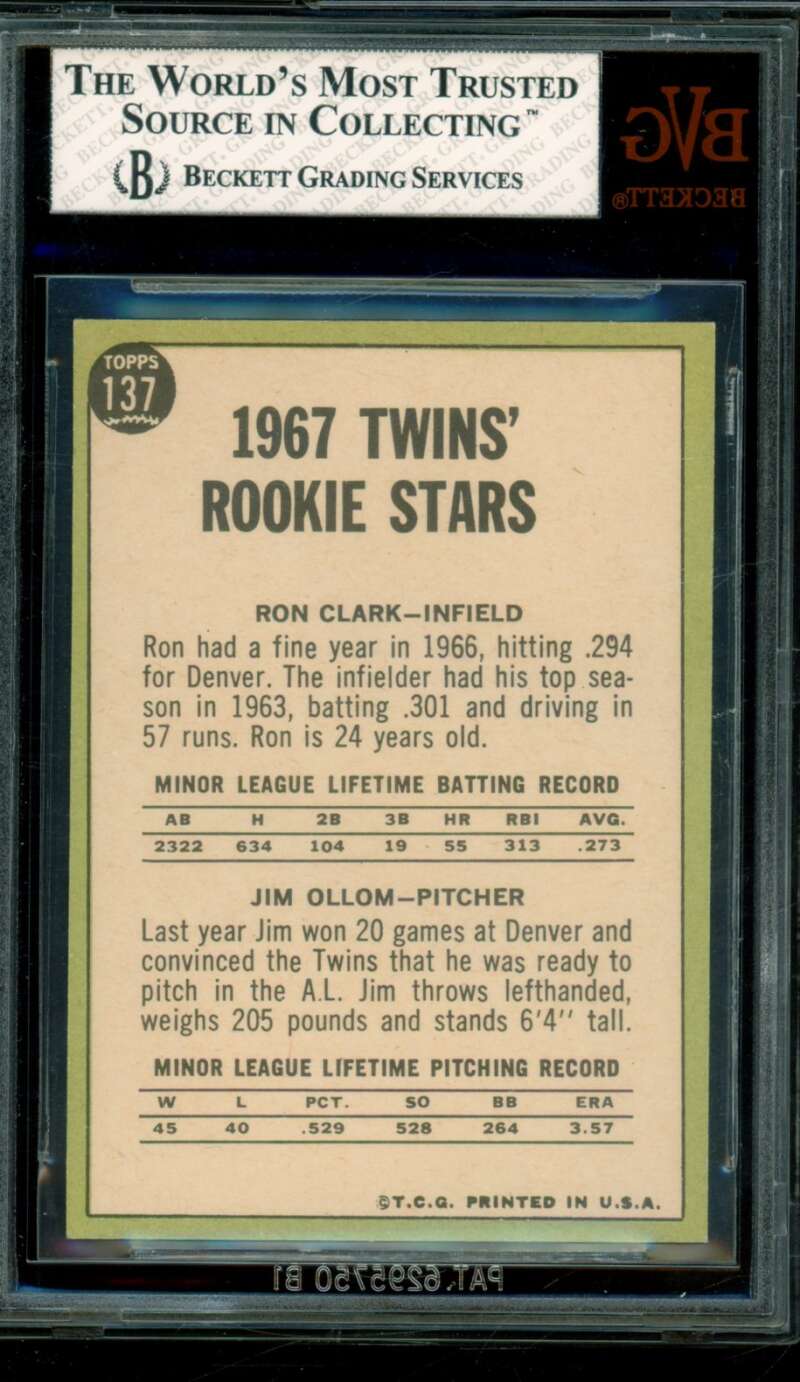 THE WORLD'S MOST TRUSTED
SOURCE IN COLLECTING™
B BECKETT GRADING SERVICES
BVG
BECKETT®
TOPPS
137
1967 TWINS'
ROOKIE STARS
RON CLARK—INFIELD
Ron had a fine year in 1966, hitting .294
for Denver. The infielder had his top sea-
son in 1963, batting .301 and driving in
57 runs. Ron is 24 years old.
MINOR LEAGUE LIFETIME BATTING RECORD
AB H 2B 3B HR RBI AVG.
2322 634 104 19 55 313 .273
JIM OLLOM—PITCHER
Last year Jim won 20 games at Denver and
convinced the Twins that he was ready to
pitch in the A.L. Jim throws lefthanded,
weighs 205 pounds and stands 6'4'' tall.
MINOR LEAGUE LIFETIME PITCHING RECORD
W L PCT. SO BB ERA
45 40 .529 528 264 3.57
©T.C.G. PRINTED IN U.S.A.
PAT.6295750 B1